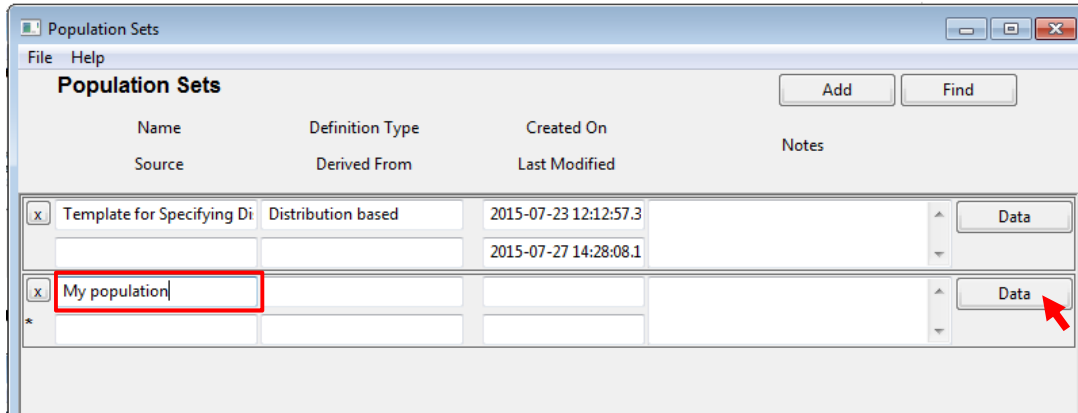 Population Sets
File Help
Population Sets
Add Find
Name Definition Type Created On
Notes
Source Derived From Last Modified
x Template for Specifying Di Distribution based 2015-07-23 12:12:57.3 Data
2015-07-27 14:28:08.1
x My population Data
*